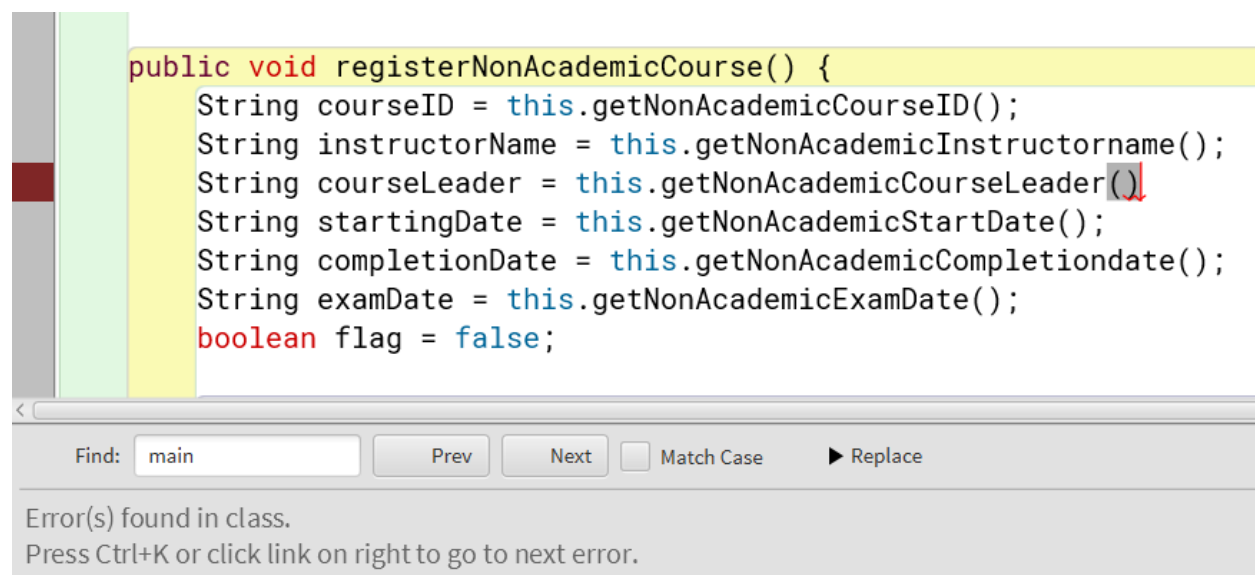 public void registerNonAcademicCourse() {
String courseID = this.getNonAcademicCourseID();
String instructorName = this.getNonAcademicInstructorname();
String courseLeader = this.getNonAcademicCourseLeader()
String startingDate = this.getNonAcademicStartDate();
String completionDate = this.getNonAcademicCompletiondate();
String examDate = this.getNonAcademicExamDate();
boolean flag = false;
Find: main Prev Next Match Case Replace
Error(s) found in class.
Press Ctrl+K or click link on right to go to next error.